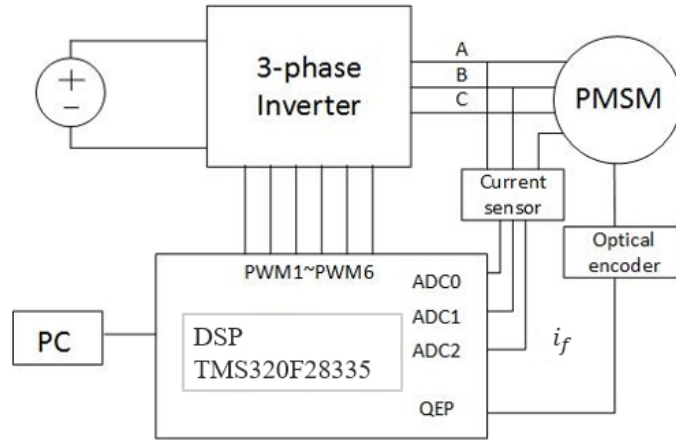 A
B
C
3-phase
Inverter
PMSM
+
−
Current
sensor
Optical
encoder
PWM1~PWM6
ADC0
ADC1
ADC2
i_f
PC
DSP
TMS320F28335
QEP